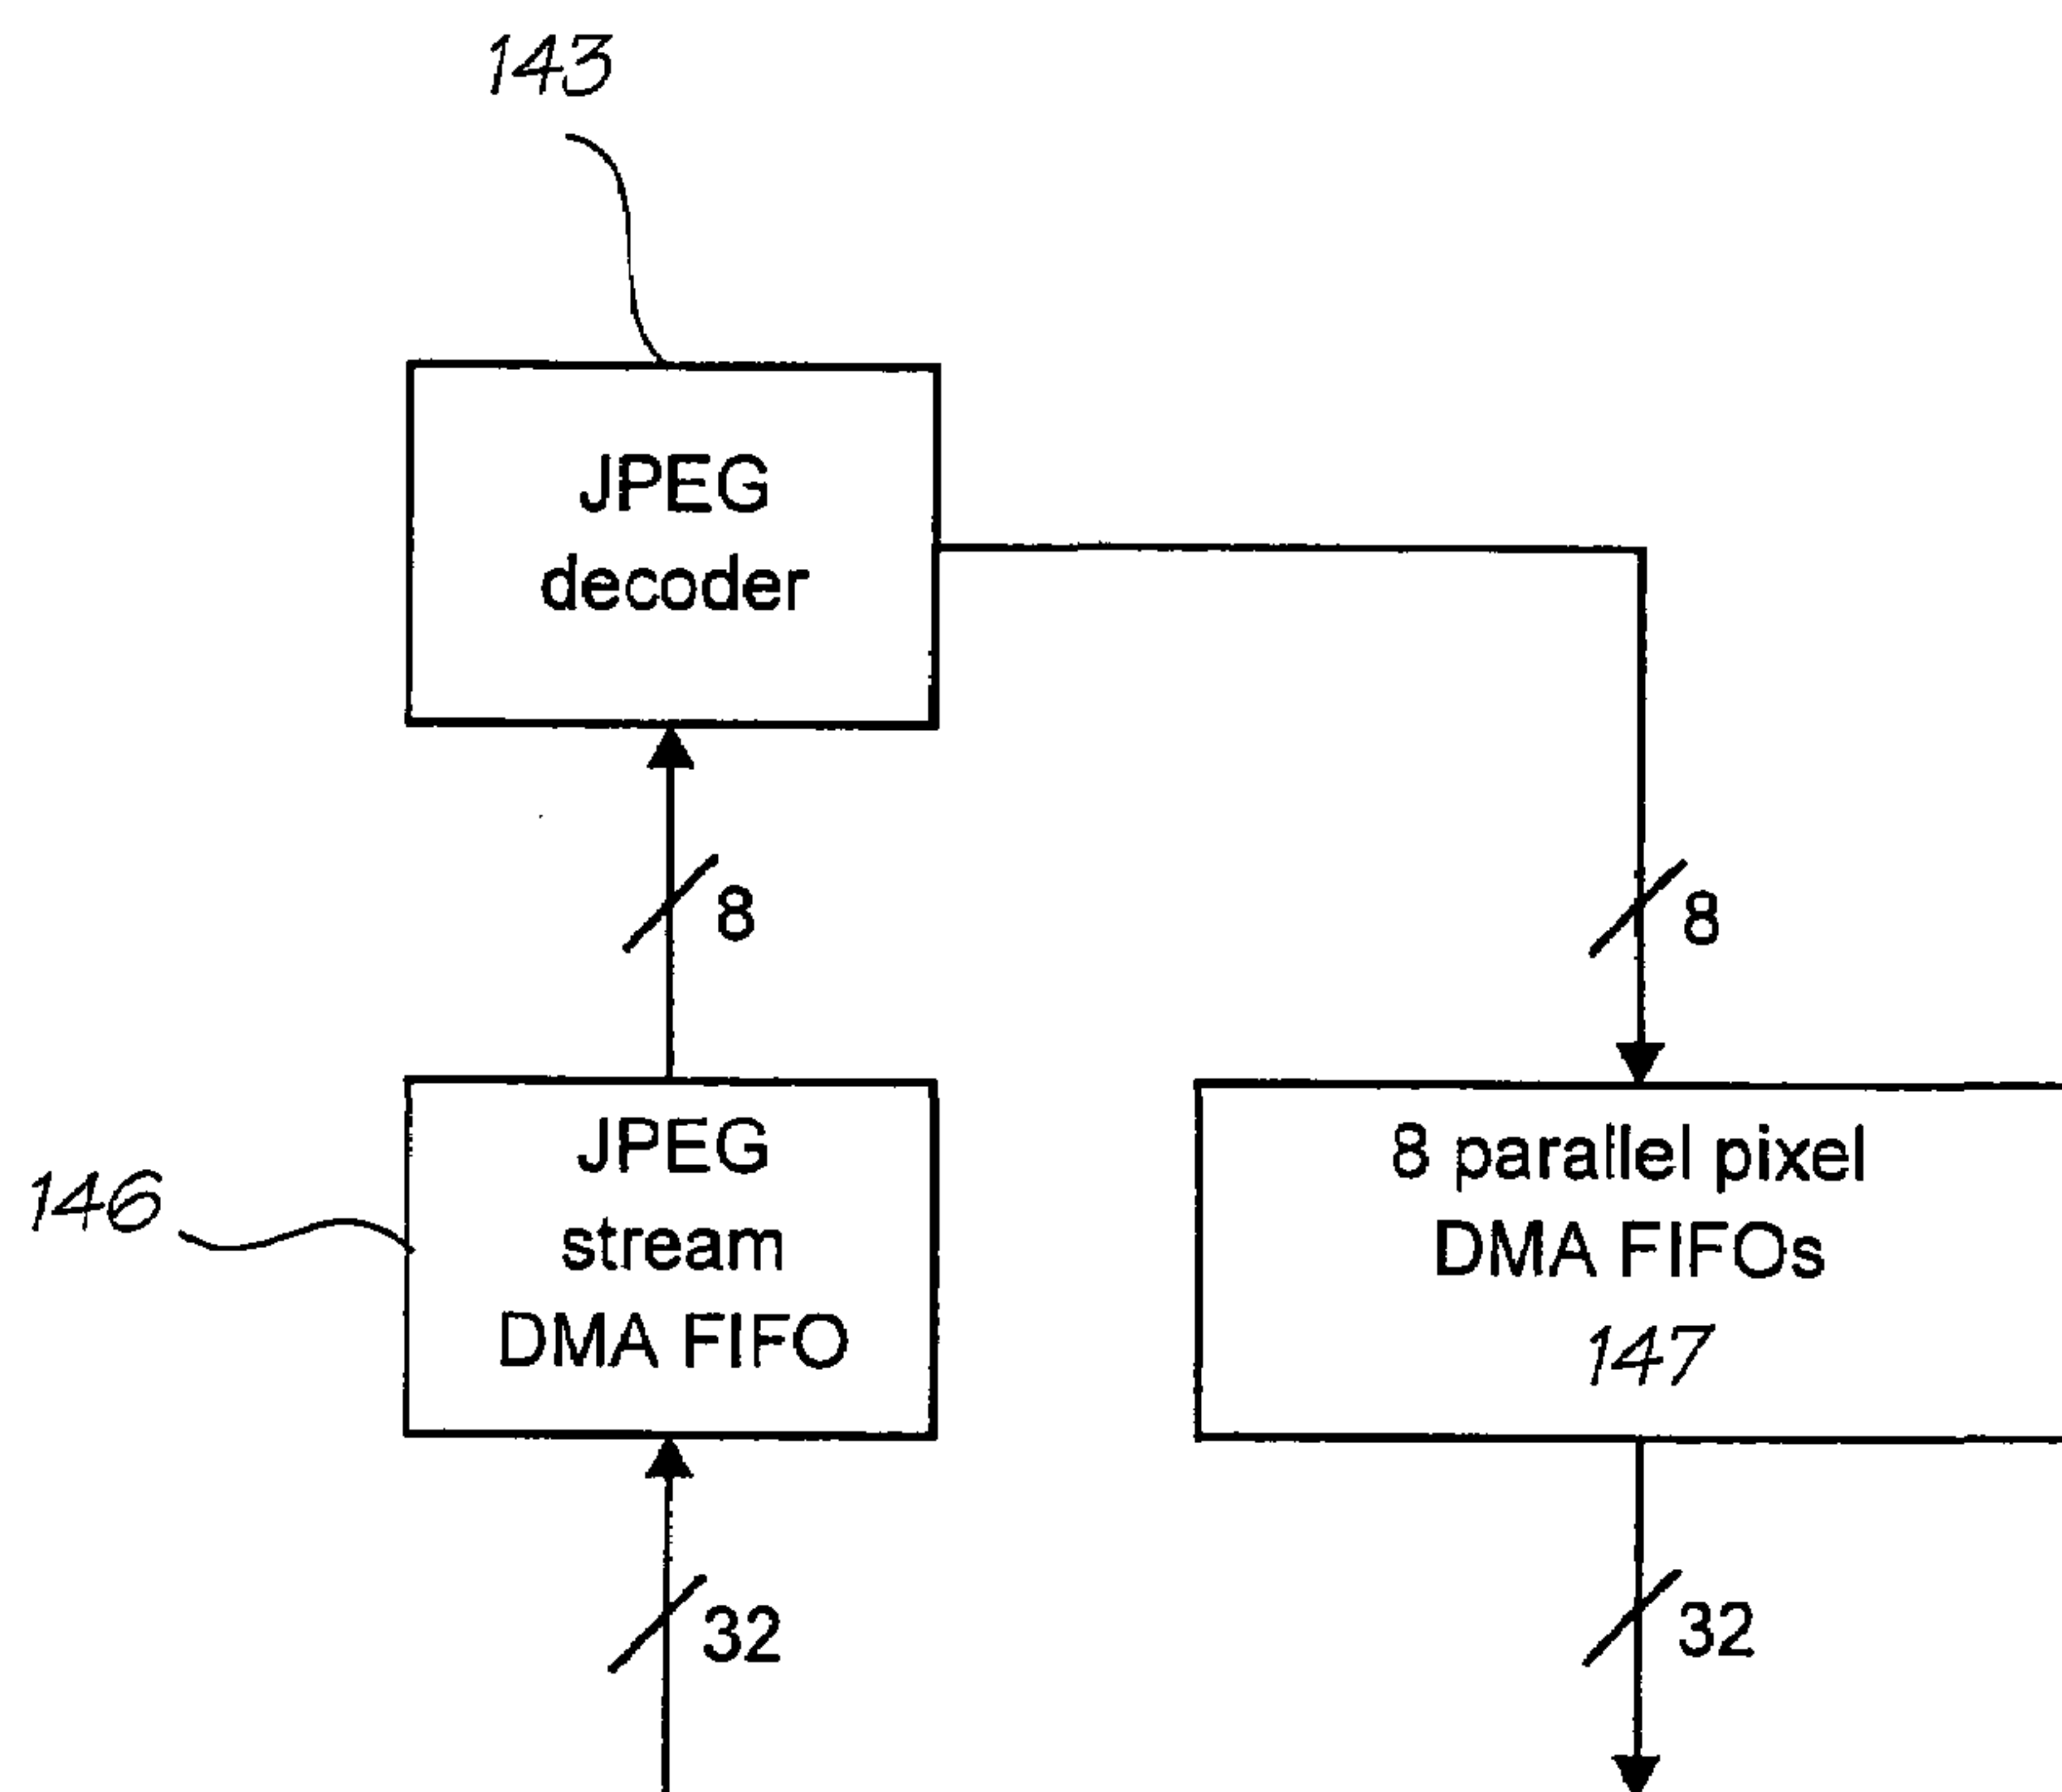 143
JPEG
decoder
8
8
146
JPEG
stream
DMA FIFO
8 parallel pixel
DMA FIFOs
147
32
32